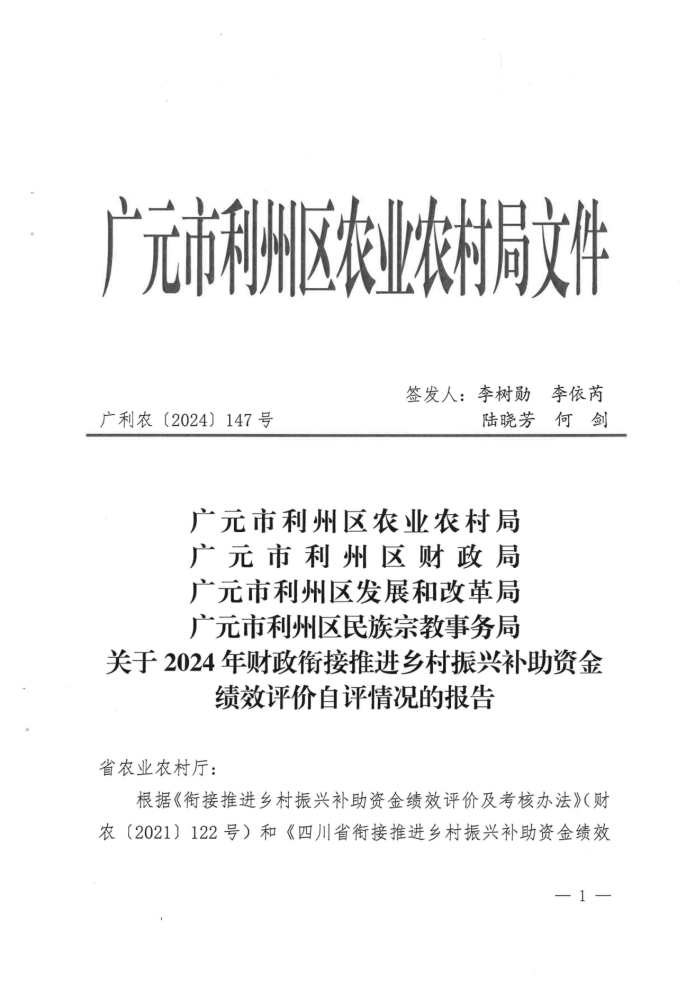 广元市利州区农业农村局文件
签发人：李树勋 李依芮
广利农〔2024〕147号 陆晓芳 何 剑
广元市利州区农业农村局
广元市利州区财政局
广元市利州区发展和改革局
广元市利州区民族宗教事务局
关于2024年财政衔接推进乡村振兴补助资金
绩效评价自评情况的报告
省农业农村厅：
根据《衔接推进乡村振兴补助资金绩效评价及考核办法》（财
农〔2021〕122号）和《四川省衔接推进乡村振兴补助资金绩效
— 1 —